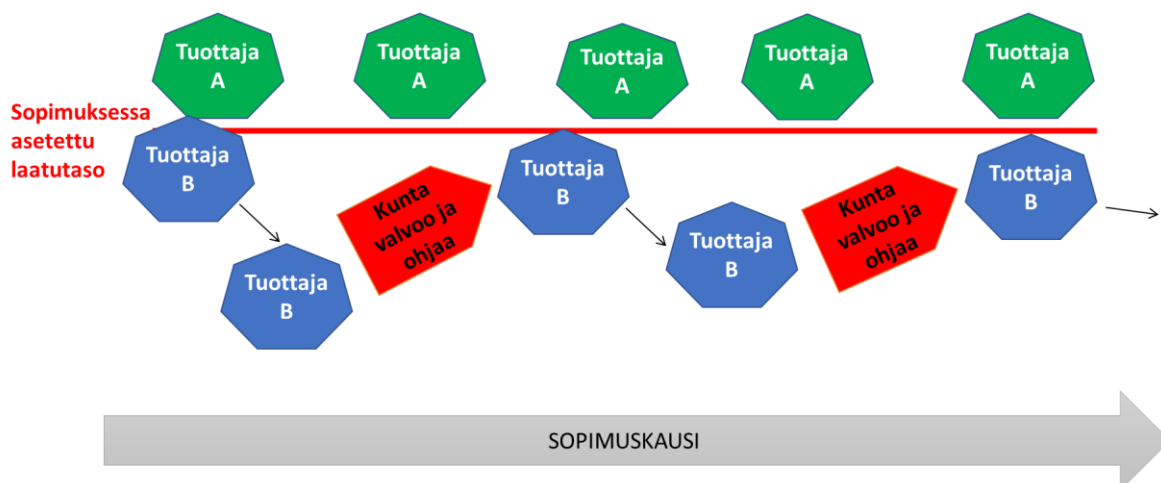 Tuottaja
A
Tuottaja
A
Tuottaja
A
Tuottaja
A
Tuottaja
A
Sopimuksessa
asetettu
laatutaso
Tuottaja
B
Tuottaja
B
Kunta
valvoo ja
ohjaa
Tuottaja
B
Tuottaja
B
Kunta
valvoo ja
ohjaa
Tuottaja
B
SOPIMUSKAUSI